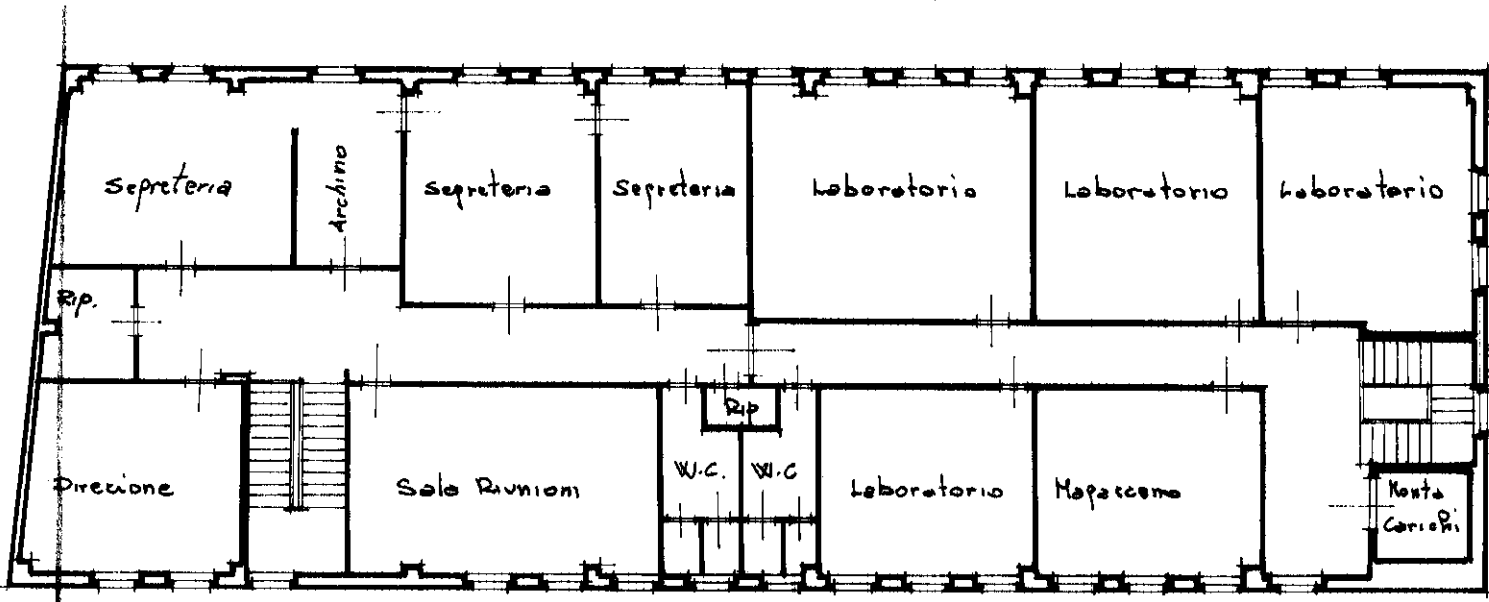 Segreteria
Archivio
Segreteria
Segreteria
Laboratorio
Laboratorio
Laboratorio
Rip.
Rip
Direzione
Sala Riunioni
W.C.
W.C
Laboratorio
Magazzeno
Monta
Carichi